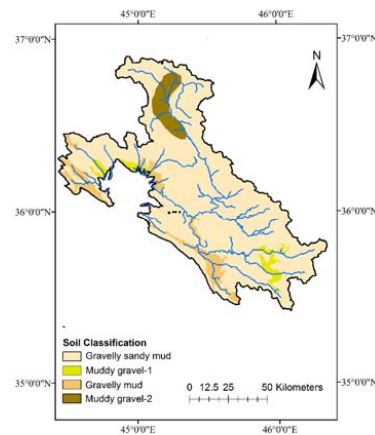 45°0'0"E 46°0'0"E
37°0'0"N 37°0'0"N
N
36°0'0"N 36°0'0"N
Soil Classification
Gravelly sandy mud
Muddy gravel-1
Gravelly mud
Muddy gravel-2
0 12.5 25 50 Kilometers
35°0'0"N 35°0'0"N
45°0'0"E 46°0'0"E